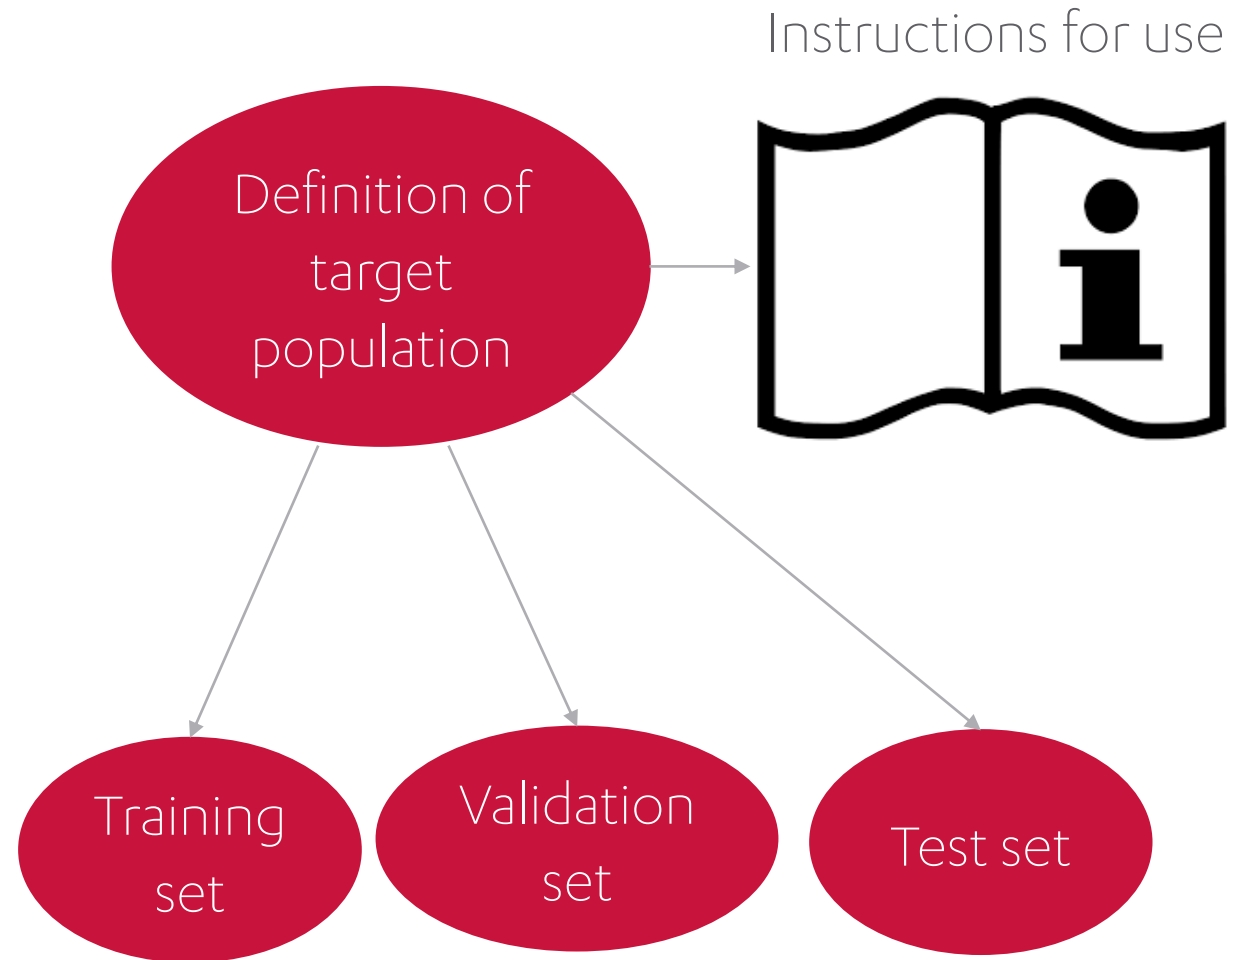 Instructions for use
Definition of
target
population
Training
set
Validation
set
Test set